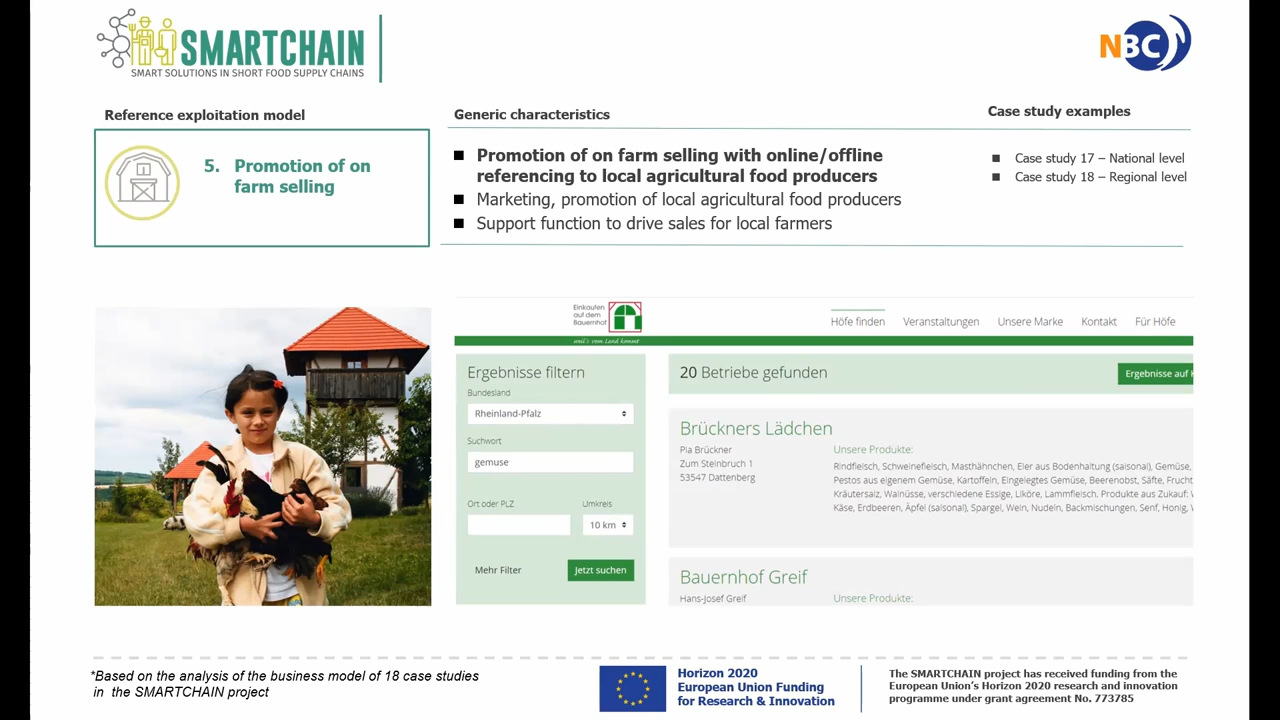 SMARTCHAIN
SMART SOLUTIONS IN SHORT FOOD SUPPLY CHAINS
NBC
Reference exploitation model
5. Promotion of on
farm selling
Generic characteristics
Promotion of on farm selling with online/offline
referencing to local agricultural food producers
Marketing, promotion of local agricultural food producers
Support function to drive sales for local farmers
Case study examples
Case study 17 – National level
Case study 18 – Regional level
Einkaufen
auf dem
Bauernhof
weil's vom Land kommt
Höfe finden Veranstaltungen Unsere Marke Kontakt Für Höfe
Ergebnisse filtern
Bundesland
Rheinland-Pfalz
Suchwort
gemuse
Ort oder PLZ Umkreis
10 km
Mehr Filter Jetzt suchen
20 Betriebe gefunden
Ergebnisse auf
Brückners Lädchen
Pia Brückner
Zum Steinbruch 1
53547 Dattenberg
Unsere Produkte:
Rindfleisch, Schweinefleisch, Masthähnchen, Eier aus Bodenhaltung (saisonal), Gemüse,
Pestos aus eigenem Gemüse, Kartoffeln, Eingelegtes Gemüse, Beerenobst, Säfte, Frucht
Kräutersalz, Walnüsse, verschiedene Essige, Liköre, Lammfleisch. Produkte aus Zukauf:
Käse, Erdbeeren, Äpfel (saisonal), Spargel, Wein, Nudeln, Backmischungen, Senf, Honig,
Bauernhof Greif
Hans-Josef Greif
Unsere Produkte:
*Based on the analysis of the business model of 18 case studies
in the SMARTCHAIN project
Horizon 2020
European Union Funding
for Research & Innovation
The SMARTCHAIN project has received funding from the
European Union's Horizon 2020 research and innovation
programme under grant agreement No. 773785